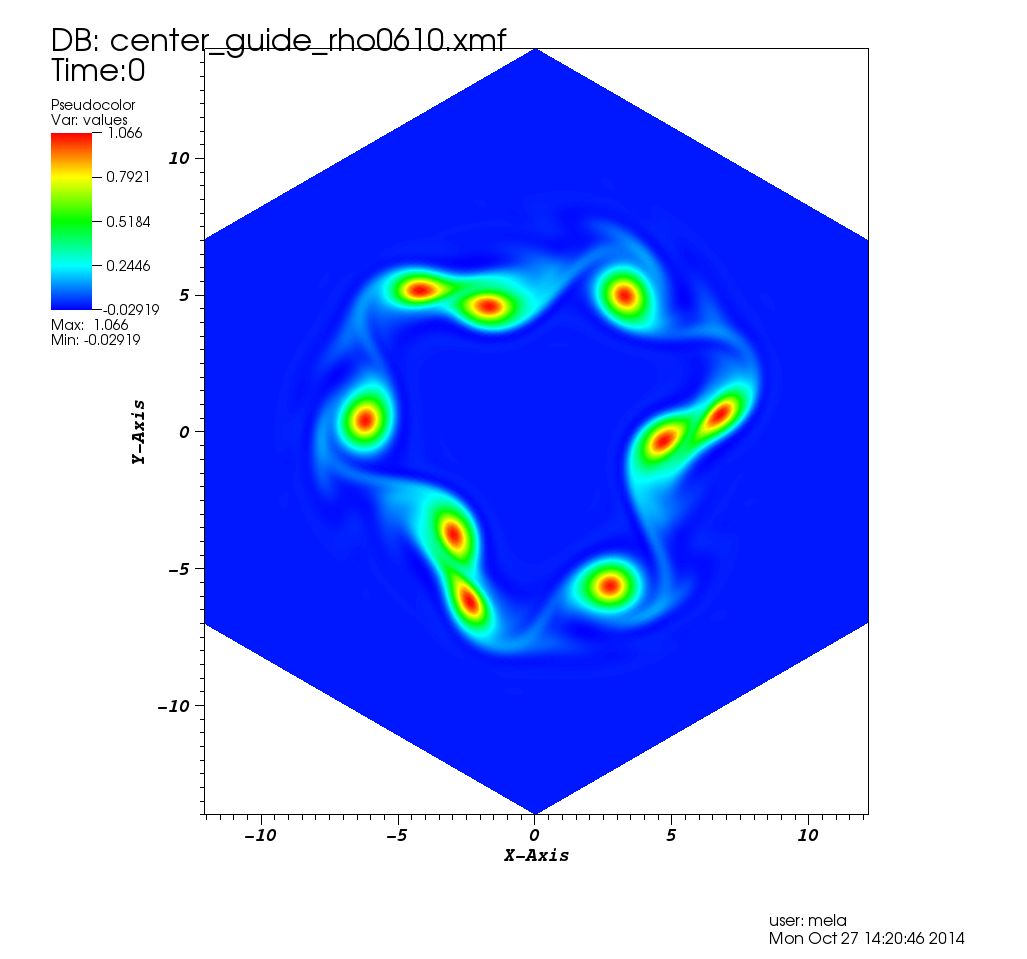 DB: center_guide_rho0610.xmf
Time:0
Pseudocolor
Var: values
1.066
0.7921
0.5184
0.2446
-0.02919
Max: 1.066
Min: -0.02919
10
5
0
-5
-10
Y-Axis
-10 -5 0 5 10
X-Axis
user: mela
Mon Oct 27 14:20:46 2014